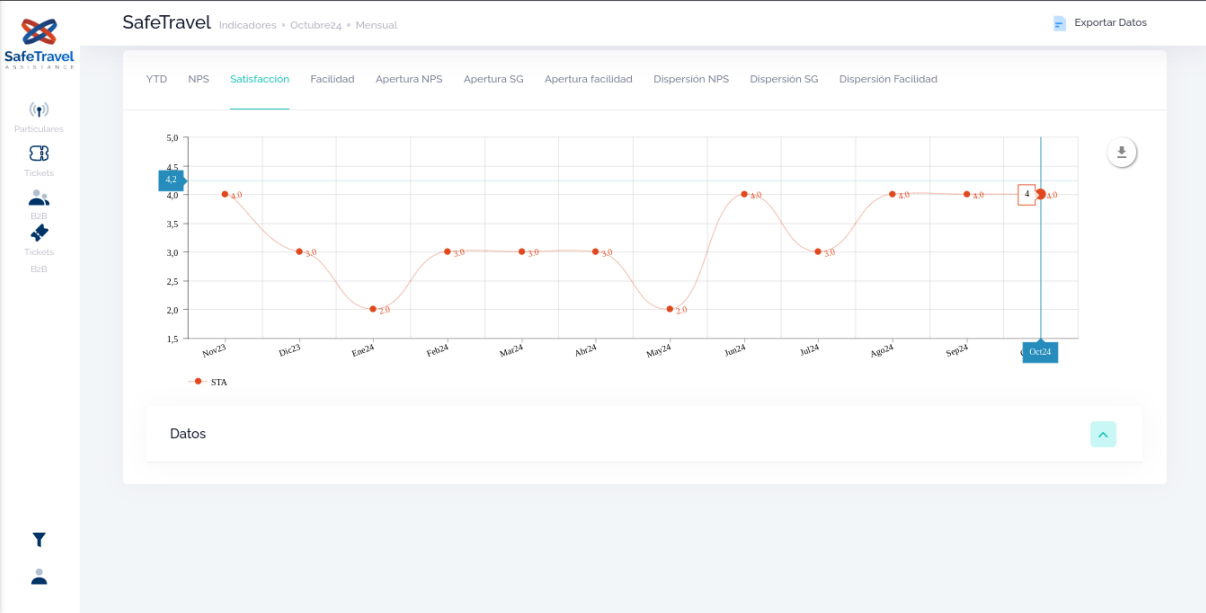 SafeTravel
ASSISTANCE
Particulares
Tickets
B2B
Tickets
B2B
SafeTravel Indicadores • Octubre24 • Mensual
Exportar Datos
YTD NPS Satisfacción Facilidad Apertura NPS Apertura SG Apertura facilidad Dispersión NPS Dispersión SG Dispersión Facilidad
5,0
4,5
4,2
4,0
3,5
3,0
2,5
2,0
1,5
4.0 3.0 2.0 3.0 3.0 3.0 2.0 4.0 3.0 4.0 4.0 4 4.0
Nov23 Dic23 Ene24 Feb24 Mar24 Abr24 May24 Jun24 Jul24 Ago24 Sep24 Oct24
STA
Datos